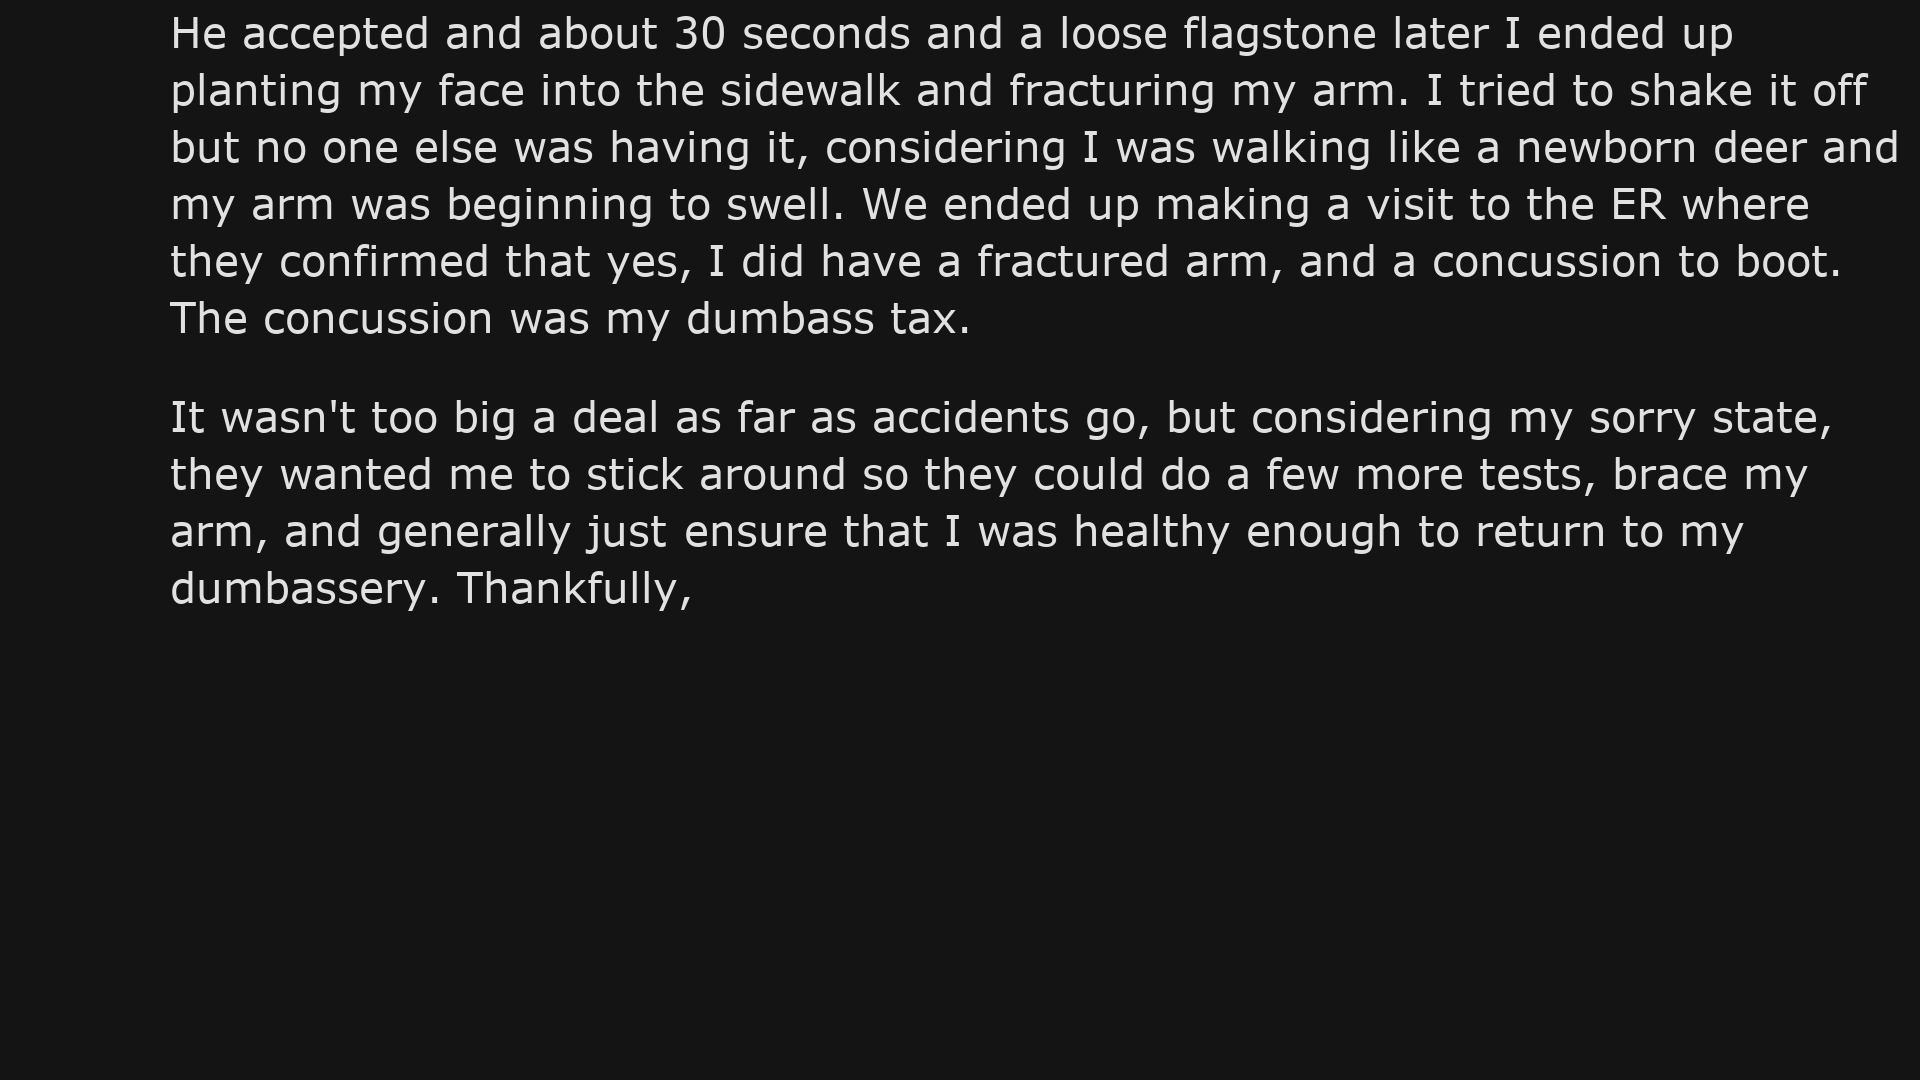 He accepted and about 30 seconds and a loose flagstone later I ended up
planting my face into the sidewalk and fracturing my arm. I tried to shake it off
but no one else was having it, considering I was walking like a newborn deer and
my arm was beginning to swell. We ended up making a visit to the ER where
they confirmed that yes, I did have a fractured arm, and a concussion to boot.
The concussion was my dumbass tax.
It wasn't too big a deal as far as accidents go, but considering my sorry state,
they wanted me to stick around so they could do a few more tests, brace my
arm, and generally just ensure that I was healthy enough to return to my
dumbassery. Thankfully,